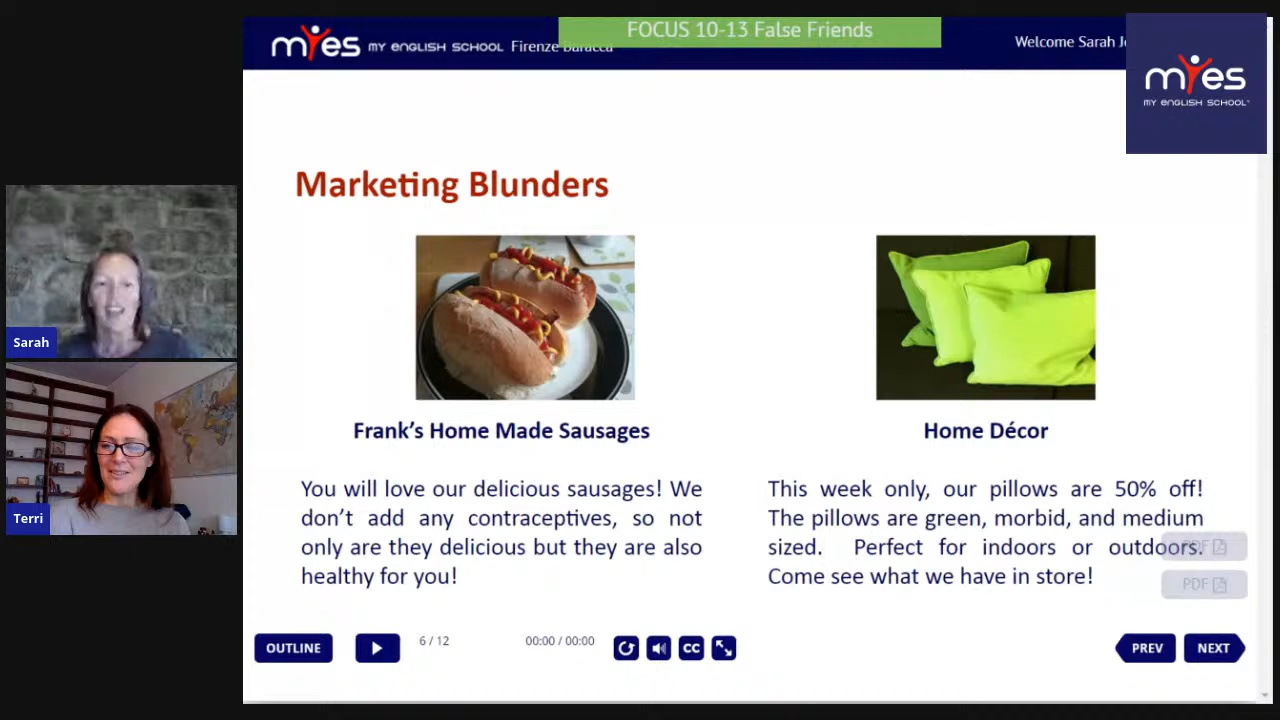 FOCUS 10-13 False Friends
myes MY ENGLISH SCHOOL Firenze Baracca
Welcome Sarah
myes
MY ENGLISH SCHOOL
Marketing Blunders
Sarah
Terri
Frank's Home Made Sausages
You will love our delicious sausages! We
don't add any contraceptives, so not
only are they delicious but they are also
healthy for you!
Home Décor
This week only, our pillows are 50% off!
The pillows are green, morbid, and medium
sized. Perfect for indoors or outdoors.
Come see what we have in store!
PDF
PDF
OUTLINE
6 / 12
00:00 / 00:00
CC
PREV
NEXT